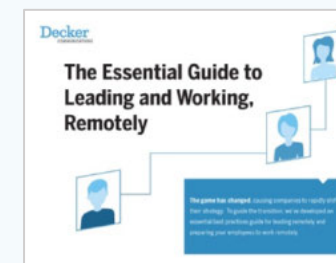 Decker
COMMUNICATIONS
The Essential Guide to
Leading and Working,
Remotely
The game has changed, causing companies to rapidly shift
their strategy. To guide the transition, we've developed an
essential best practices guide for leading remotely and
preparing your employees to work remotely.